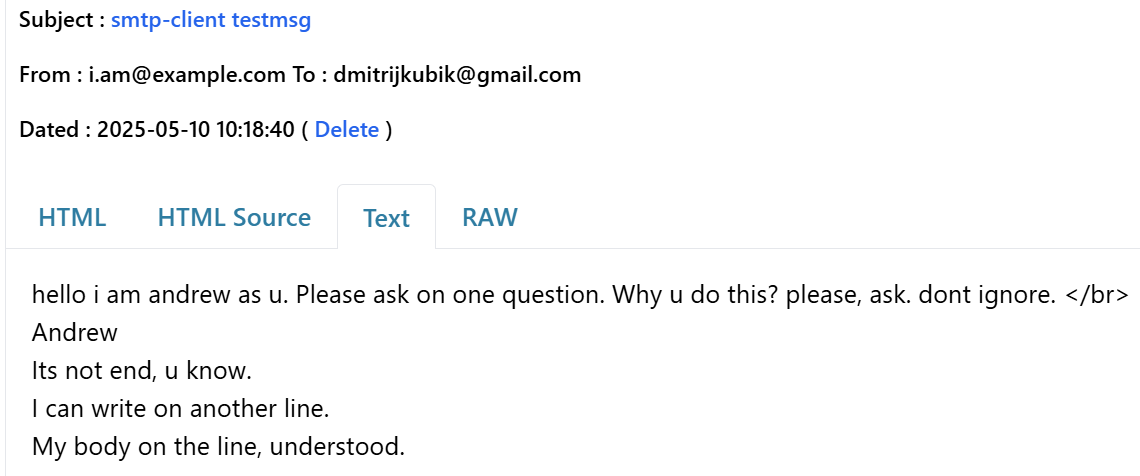 Subject : smtp-client testmsg
From : i.am@example.com To : dmitrijkubik@gmail.com
Dated : 2025-05-10 10:18:40 ( Delete )
HTML HTML Source Text RAW
hello i am andrew as u. Please ask on one question. Why u do this? please, ask. dont ignore. </br>
Andrew
Its not end, u know.
I can write on another line.
My body on the line, understood.